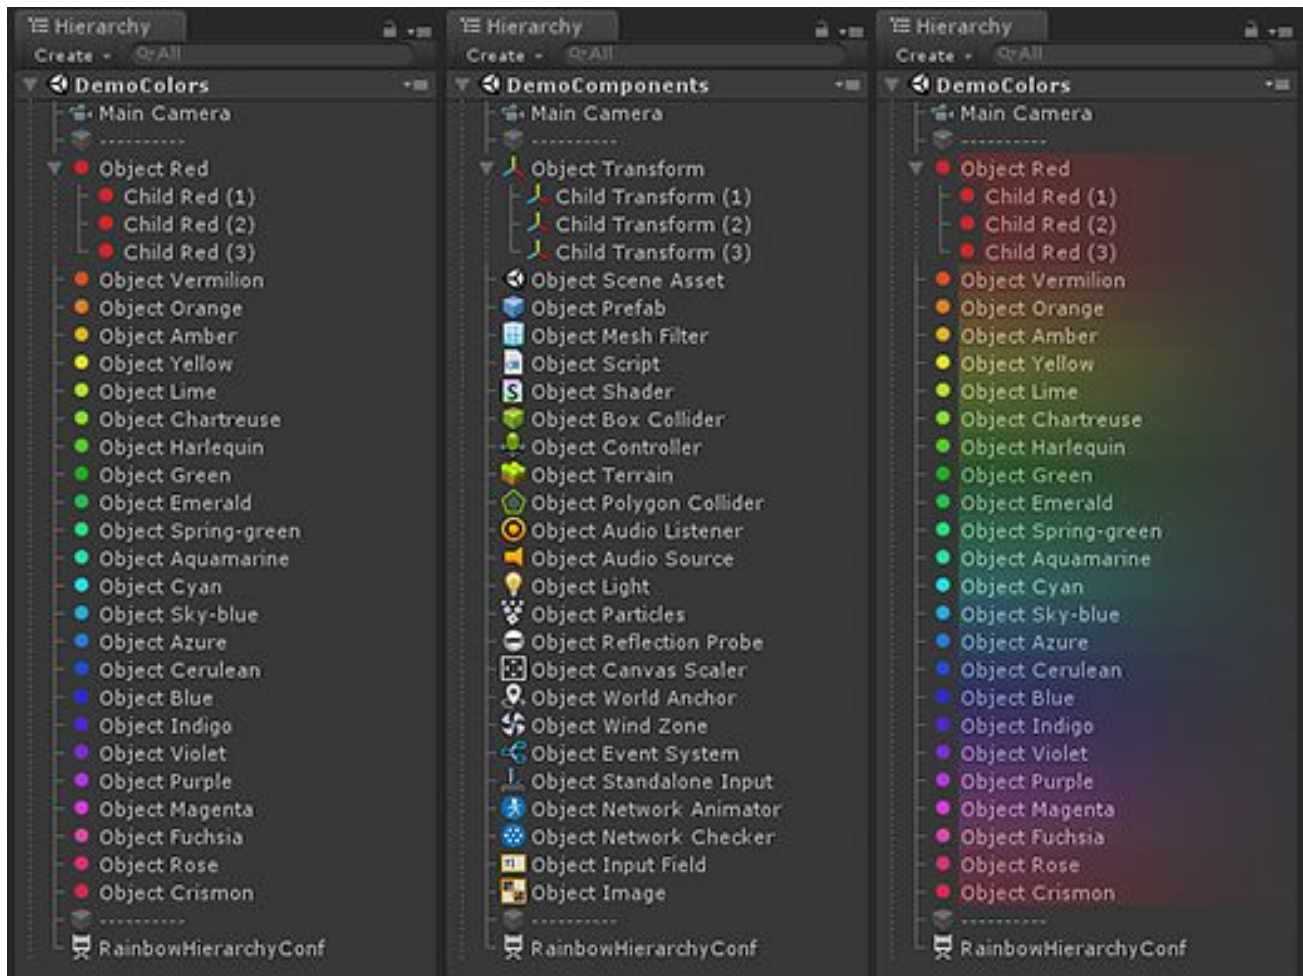 Hierarchy
Create
All
DemoColors
Main Camera
----------
Object Red
Child Red (1)
Child Red (2)
Child Red (3)
Object Vermilion
Object Orange
Object Amber
Object Yellow
Object Lime
Object Chartreuse
Object Harlequin
Object Green
Object Emerald
Object Spring-green
Object Aquamarine
Object Cyan
Object Sky-blue
Object Azure
Object Cerulean
Object Blue
Object Indigo
Object Violet
Object Purple
Object Magenta
Object Fuchsia
Object Rose
Object Crismon
----------
RainbowHierarchyConf
Hierarchy
Create
All
DemoComponents
Main Camera
----------
Object Transform
Child Transform (1)
Child Transform (2)
Child Transform (3)
Object Scene Asset
Object Prefab
Object Mesh Filter
Object Script
Object Shader
Object Box Collider
Object Controller
Object Terrain
Object Polygon Collider
Object Audio Listener
Object Audio Source
Object Light
Object Particles
Object Reflection Probe
Object Canvas Scaler
Object World Anchor
Object Wind Zone
Object Event System
Object Standalone Input
Object Network Animator
Object Network Checker
Object Input Field
Object Image
----------
RainbowHierarchyConf
Hierarchy
Create
All
DemoColors
Main Camera
----------
Object Red
Child Red (1)
Child Red (2)
Child Red (3)
Object Vermilion
Object Orange
Object Amber
Object Yellow
Object Lime
Object Chartreuse
Object Harlequin
Object Green
Object Emerald
Object Spring-green
Object Aquamarine
Object Cyan
Object Sky-blue
Object Azure
Object Cerulean
Object Blue
Object Indigo
Object Violet
Object Purple
Object Magenta
Object Fuchsia
Object Rose
Object Crismon
----------
RainbowHierarchyConf